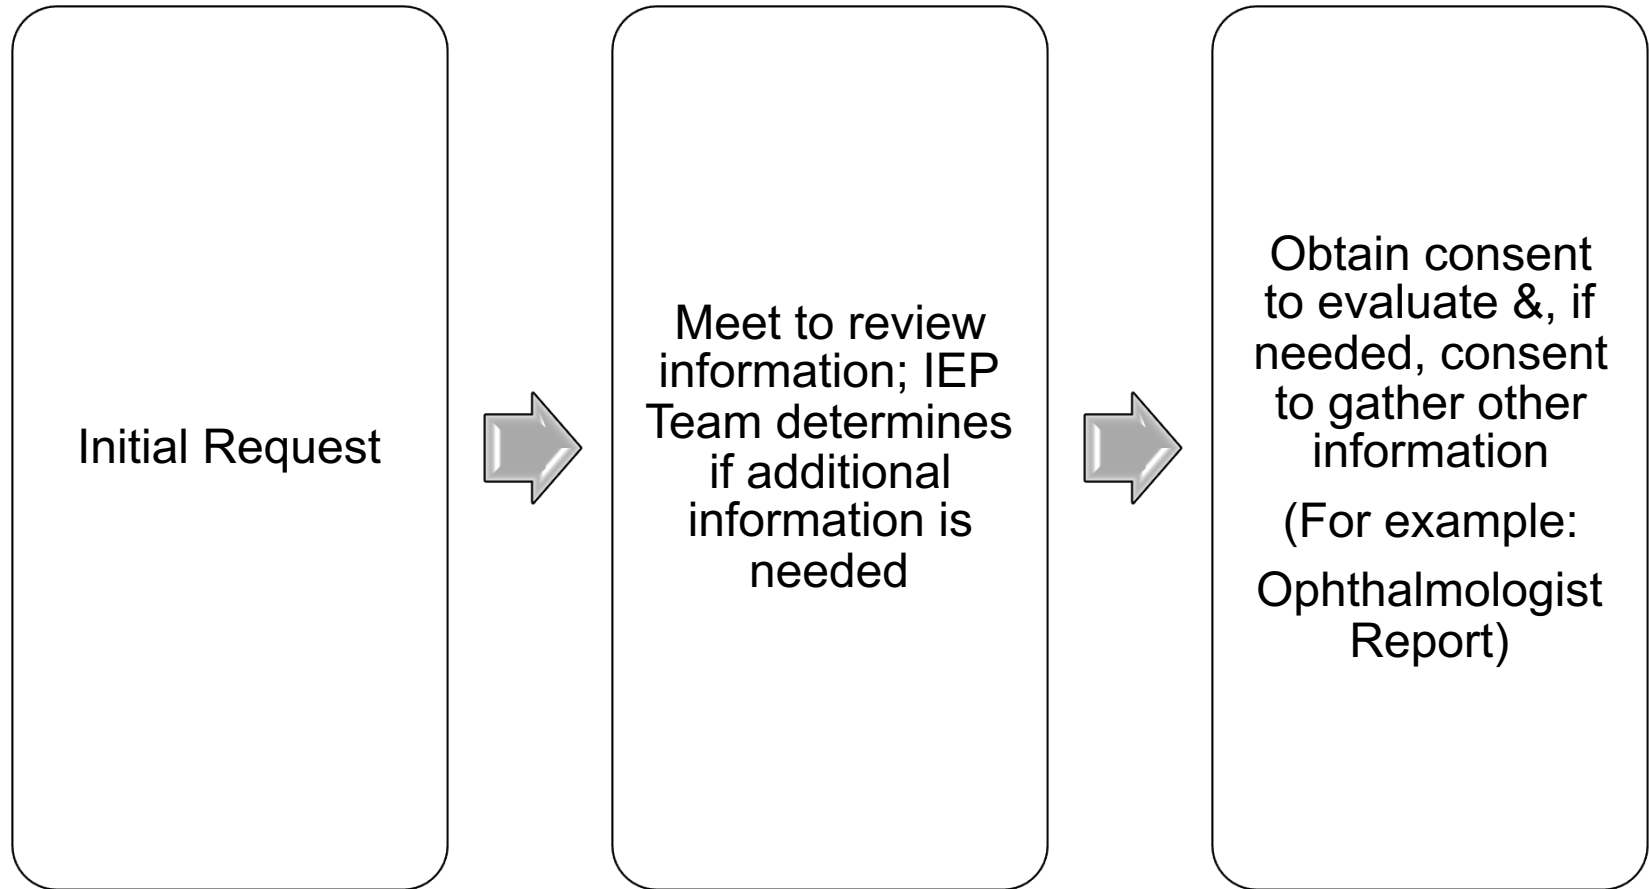 Initial Request
Meet to review
information; IEP
Team determines
if additional
information is
needed
Obtain consent
to evaluate &, if
needed, consent
to gather other
information
(For example:
Ophthalmologist
Report)